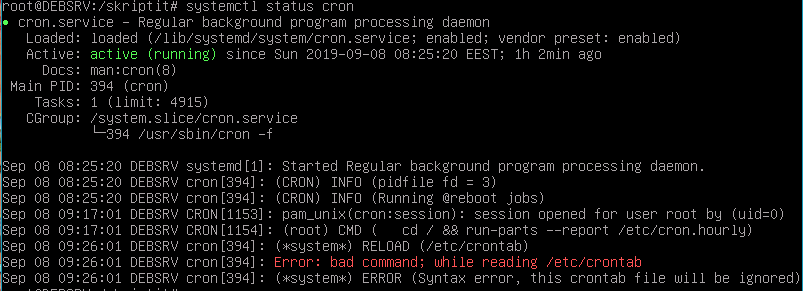 root@DEBSRV:/skriptit# systemctl status cron
● cron.service - Regular background program processing daemon
   Loaded: loaded (/lib/systemd/system/cron.service; enabled; vendor preset: enabled)
   Active: active (running) since Sun 2019-09-08 08:25:20 EEST; 1h 2min ago
     Docs: man:cron(8)
 Main PID: 394 (cron)
    Tasks: 1 (limit: 4915)
   CGroup: /system.slice/cron.service
           └─394 /usr/sbin/cron -f

Sep 08 08:25:20 DEBSRV systemd[1]: Started Regular background program processing daemon.
Sep 08 08:25:20 DEBSRV cron[394]: (CRON) INFO (pidfile fd = 3)
Sep 08 08:25:20 DEBSRV cron[394]: (CRON) INFO (Running @reboot jobs)
Sep 08 09:17:01 DEBSRV CRON[1153]: pam_unix(cron:session): session opened for user root by (uid=0)
Sep 08 09:17:01 DEBSRV CRON[1154]: (root) CMD (   cd / && run-parts --report /etc/cron.hourly)
Sep 08 09:26:01 DEBSRV cron[394]: (*system*) RELOAD (/etc/crontab)
Sep 08 09:26:01 DEBSRV cron[394]: Error: bad command; while reading /etc/crontab
Sep 08 09:26:01 DEBSRV cron[394]: (*system*) ERROR (Syntax error, this crontab file will be ignored)